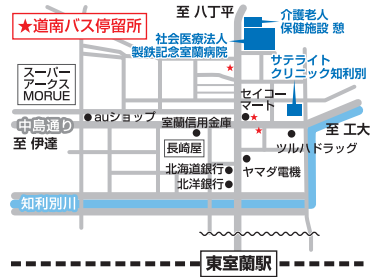 ★道南バス停留所
至 八丁平
介護老人
保健施設 憩
社会医療法人
製鉄記念室蘭病院
サテライト
クリニック知利別
スーパー
アークス
MORUE
セイコー
マート
auショップ
室蘭信用金庫
中島通り
至 工大
至 伊達
長崎屋
ツルハドラッグ
北海道銀行
ヤマダ電機
北洋銀行
知利別川
東室蘭駅